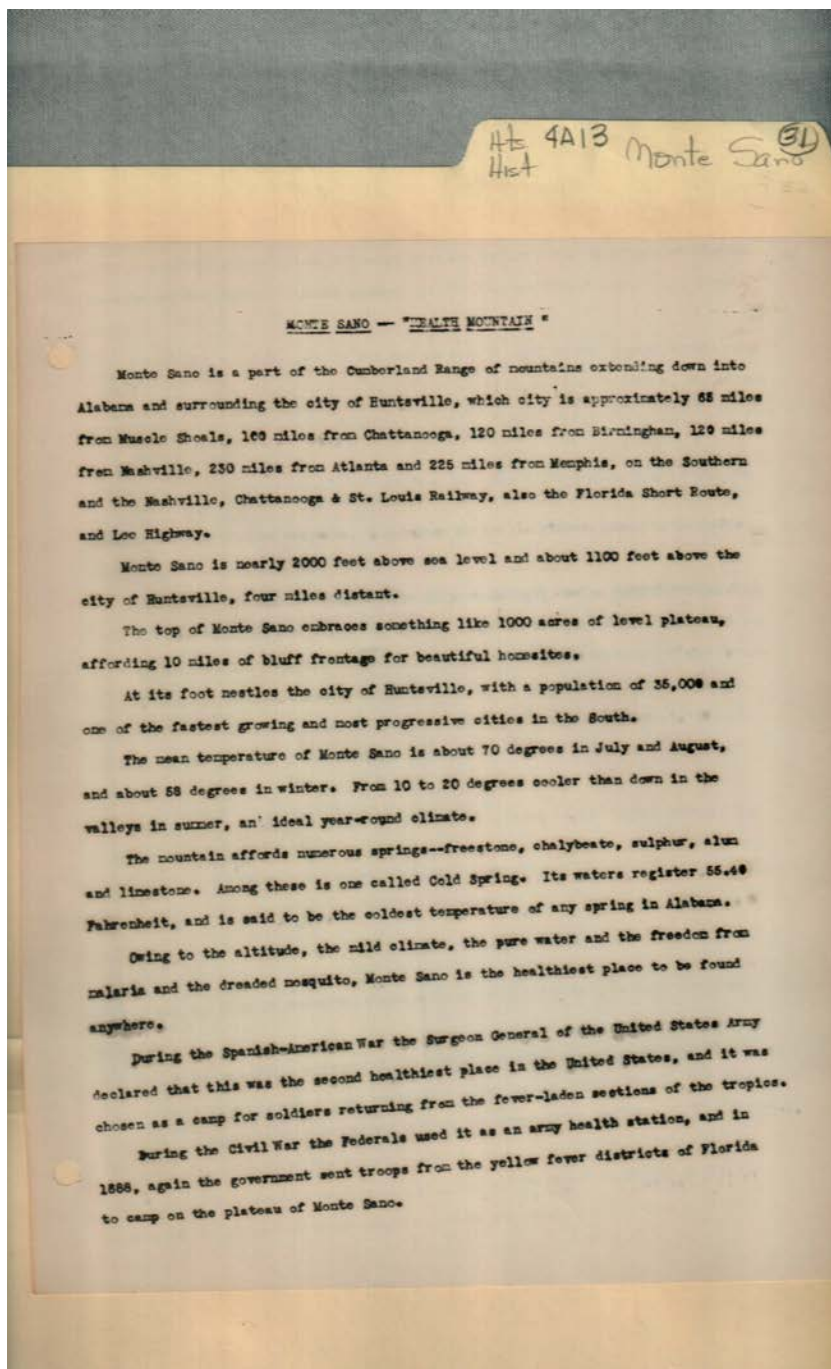 Hts 4A13 Monte Sano 31
Hist
MONTE SANO — "HEALTH MOUNTAIN "
Monte Sano is a part of the Cumberland Range of mountains extending down into
Alabama and surrounding the city of Huntsville, which city is approximately 65 miles
from Muscle Shoals, 100 miles from Chattanooga, 120 miles from Birmingham, 120 miles
from Nashville, 230 miles from Atlanta and 225 miles from Memphis, on the Southern
and the Nashville, Chattanooga & St. Louis Railway, also the Florida Short Route,
and Lee Highway.
Monte Sano is nearly 2000 feet above sea level and about 1100 feet above the
city of Huntsville, four miles distant.
The top of Monte Sano embraces something like 1000 acres of level plateau,
affording 10 miles of bluff frontage for beautiful homesites.
At its foot nestles the city of Huntsville, with a population of 35,000 and
one of the fastest growing and most progressive cities in the South.
The mean temperature of Monte Sano is about 70 degrees in July and August,
and about 58 degrees in winter. From 10 to 20 degrees cooler than down in the
valleys in summer, an' ideal year-round climate.
The mountain affords numerous springs--freestone, chalybeate, sulphur, alum
and limestone. Among these is one called Cold Spring. Its waters register 55.40
Fahrenheit, and is said to be the coldest temperature of any spring in Alabama.
Owing to the altitude, the mild climate, the pure water and the freedom from
malaria and the dreaded mosquito, Monte Sano is the healthiest place to be found
anywhere.
During the Spanish-American War the Surgeon General of the United States Army
declared that this was the second healthiest place in the United States, and it was
chosen as a camp for soldiers returning from the fever-laden sections of the tropics.
During the Civil War the Federals used it as an army health station, and in
1888, again the government sent troops from the yellow fever districts of Florida
to camp on the plateau of Monte Sano.